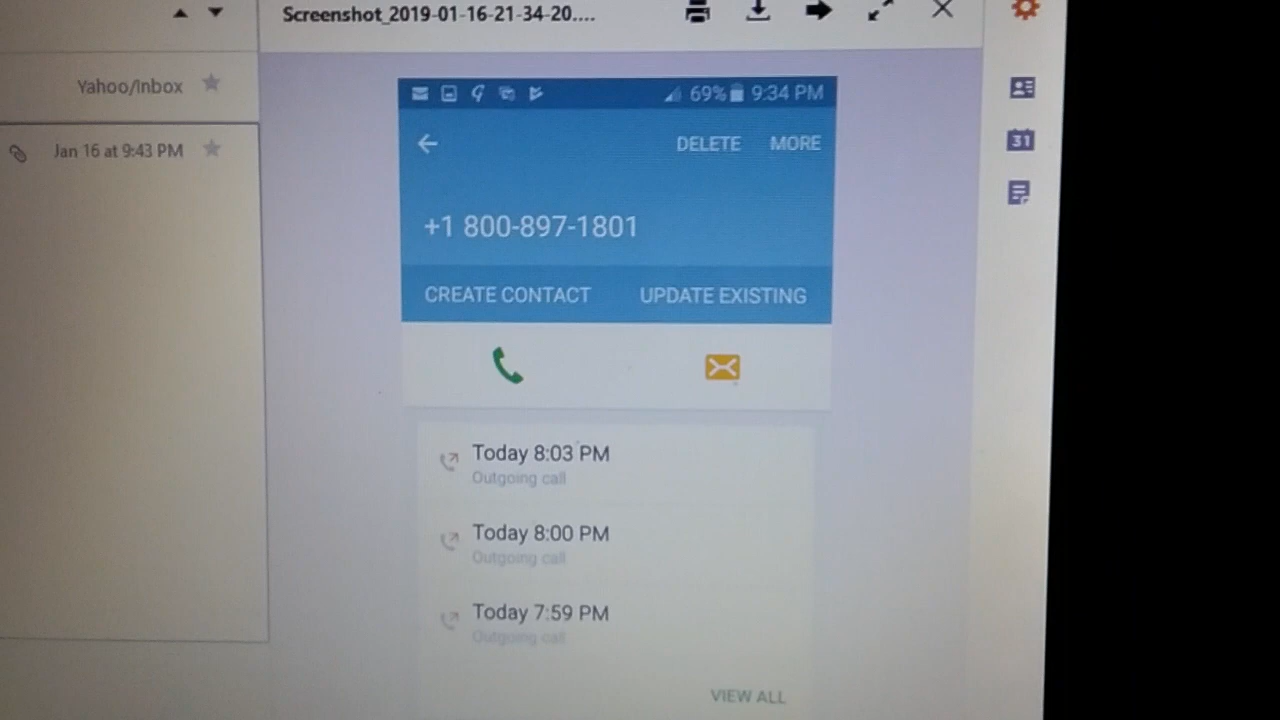 Screenshot_2019-01-16-21-34-20....
Yahoo/Inbox
Jan 16 at 9:43 PM
69% 9:34 PM
DELETE MORE
+1 800-897-1801
CREATE CONTACT UPDATE EXISTING
Today 8:03 PM
Outgoing call
Today 8:00 PM
Outgoing call
Today 7:59 PM
Outgoing call
VIEW ALL
31